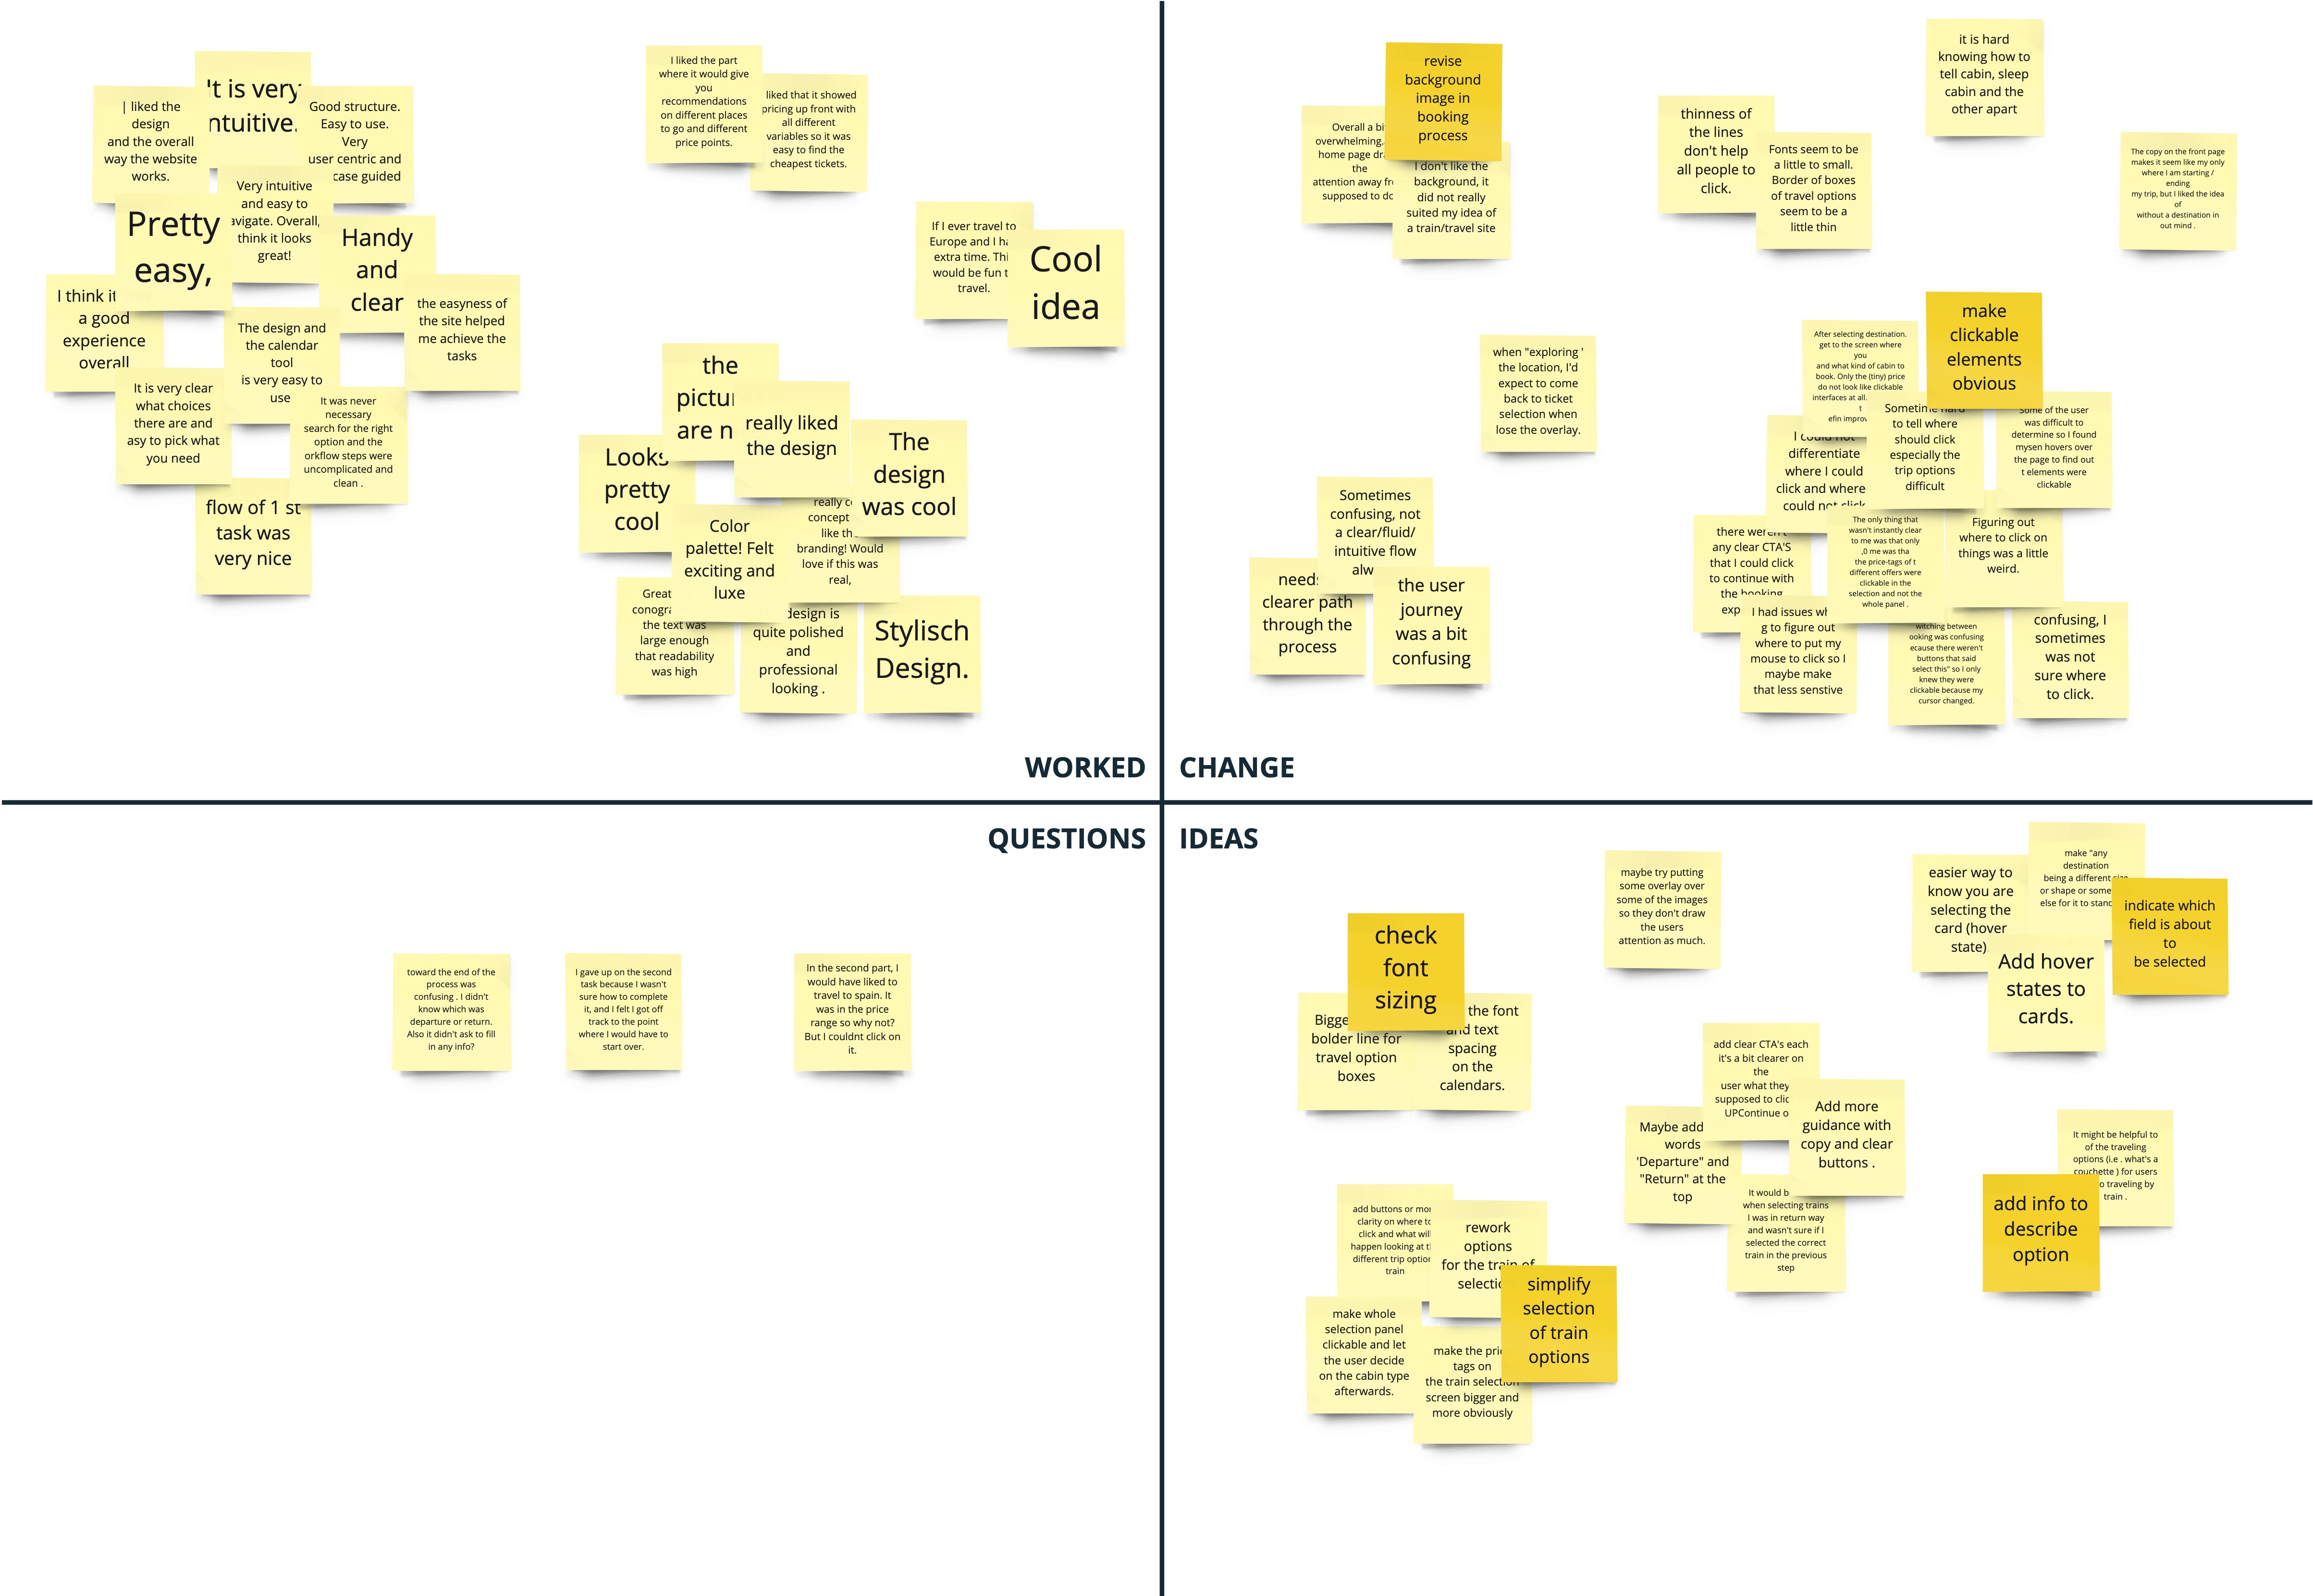 It is very
intuitive.
I liked the
design
and the overall
way the website
works.
Good structure.
Easy to use.
Very
user centric and
case guided
Very intuitive
and easy to
avigate. Overall,
think it looks
great!
Pretty
easy,
Handy
and
clear
I think it
a good
experience
overall
the easyness of
the site helped
me achieve the
tasks
The design and
the calendar
tool
is very easy to
use
It is very clear
what choices
there are and
asy to pick what
you need
It was never
necessary
search for the right
option and the
orkflow steps were
uncomplicated and
clean .
flow of 1 st
task was
very nice
I liked the part
where it would give
you
recommendations
on different places
to go and different
price points.
liked that it showed
pricing up front with
all different
variables so it was
easy to find the
cheapest tickets.
If I ever travel to
Europe and I ha
extra time. Thi
would be fun t
travel.
Cool
idea
the
pictu
are n
really liked
the design
The
design
was cool
Looks
pretty
cool
Color
palette! Felt
exciting and
luxe
really c
concept
like th
branding! Would
love if this was
real,
Great
conogra
the text was
large enough
that readability
was high
design is
quite polished
and
professional
looking .
Stylisch
Design.
WORKED
CHANGE
revise
background
image in
booking
process
Overall a bi
overwhelming.
home page dra
the
attention away fr
supposed to do
I don't like the
background, it
did not really
suited my idea of
a train/travel site
thinness of
the lines
don't help
all people to
click.
Fonts seem to be
a little to small.
Border of boxes
of travel options
seem to be a
little thin
it is hard
knowing how to
tell cabin, sleep
cabin and the
other apart
The copy on the front page
makes it seem like my only
where I am starting /
ending
my trip, but I liked the idea
of
without a destination in
out mind .
when "exploring '
the location, I'd
expect to come
back to ticket
selection when
lose the overlay.
Sometimes
confusing, not
a clear/fluid/
intuitive flow
alw
needs
clearer path
through the
process
the user
journey
was a bit
confusing
make
clickable
elements
obvious
After selecting destination.
get to the screen where
you
and what kind of cabin to
book. Only the (tiny) price
do not look like clickable
interfaces at all.
t
efin improv
Sometime hard
to tell where
should click
especially the
trip options
difficult
Some of the user
was difficult to
determine so I found
mysen hovers over
the page to find out
t elements were
clickable
I could not
differentiate
where I could
click and where
could not click
there weren't
any clear CTA'S
that I could click
to continue with
the booking
exp
The only thing that
wasn't instantly clear
to me was that only
,0 me was tha
the price-tags of t
different offers were
clickable in the
selection and not the
whole panel .
Figuring out
where to click on
things was a little
weird.
I had issues wh
g to figure out
where to put my
mouse to click so I
maybe make
that less senstive
witching between
ooking was confusing
ecause there weren't
buttons that said
select this" so I only
knew they were
clickable because my
cursor changed.
confusing, I
sometimes
was not
sure where
to click.
QUESTIONS
IDEAS
toward the end of the
process was
confusing . I didn't
know which was
departure or return.
Also it didn't ask to fill
in any info?
I gave up on the second
task because I wasn't
sure how to complete
it, and I felt I got off
track to the point
where I would have to
start over.
In the second part, I
would have liked to
travel to spain. It
was in the price
range so why not?
But I couldnt click on
it.
check
font
sizing
Bigge
bolder line for
travel option
boxes
the font
and text
spacing
on the
calendars.
maybe try putting
some overlay over
some of the images
so they don't draw
the users
attention as much.
easier way to
know you are
selecting the
card (hover
state)
make "any
destination
being a different size
or shape or some
else for it to stand
indicate which
field is about
to
be selected
Add hover
states to
cards.
add clear CTA's each
it's a bit clearer on
the
user what they
supposed to clic
UPContinue o
Add more
guidance with
copy and clear
buttons .
Maybe add
words
'Departure" and
"Return" at the
top
It would b
when selecting trains
I was in return way
and wasn't sure if I
selected the correct
train in the previous
step
It might be helpful to
of the traveling
options (i.e . what's a
couchette ) for users
o traveling by
train .
add info to
describe
option
add buttons or mor
clarity on where to
click and what will
happen looking at th
different trip option
train
rework
options
for the train of
selectio
simplify
selection
of train
options
make whole
selection panel
clickable and let
the user decide
on the cabin type
afterwards.
make the pric
tags on
the train selection
screen bigger and
more obviously